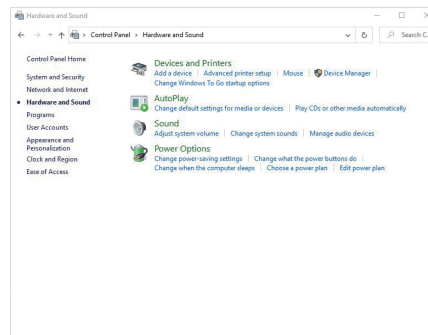 Hardware and Sound
Control Panel > Hardware and Sound
Search C
Control Panel Home
System and Security
Network and Internet
Hardware and Sound
Programs
User Accounts
Appearance and
Personalization
Clock and Region
Ease of Access
Devices and Printers
Add a device | Advanced printer setup | Mouse | Device Manager |
Change Windows To Go startup options
AutoPlay
Change default settings for media or devices | Play CDs or other media automatically
Sound
Adjust system volume | Change system sounds | Manage audio devices
Power Options
Change power-saving settings | Change what the power buttons do |
Change when the computer sleeps | Choose a power plan | Edit power plan